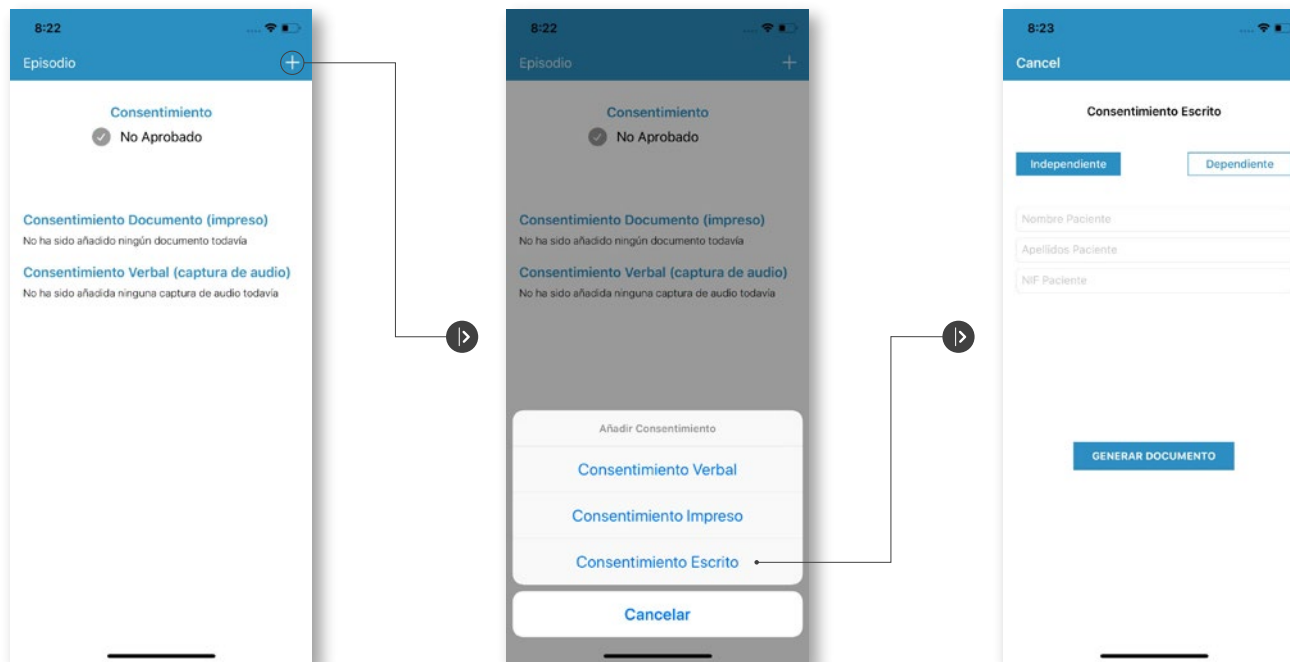 8:22
Episodio
Consentimiento
No Aprobado
Consentimiento Documento (impreso)
No ha sido añadido ningún documento todavía
Consentimiento Verbal (captura de audio)
No ha sido añadida ninguna captura de audio todavía
8:22
Episodio
Consentimiento
No Aprobado
Consentimiento Documento (impreso)
No ha sido añadido ningún documento todavía
Consentimiento Verbal (captura de audio)
No ha sido añadida ninguna captura de audio todavía
Añadir Consentimiento
Consentimiento Verbal
Consentimiento Impreso
Consentimiento Escrito
Cancelar
8:23
Cancel
Consentimiento Escrito
Independiente
Dependiente
Nombre Paciente
Apellidos Paciente
NIF Paciente
GENERAR DOCUMENTO